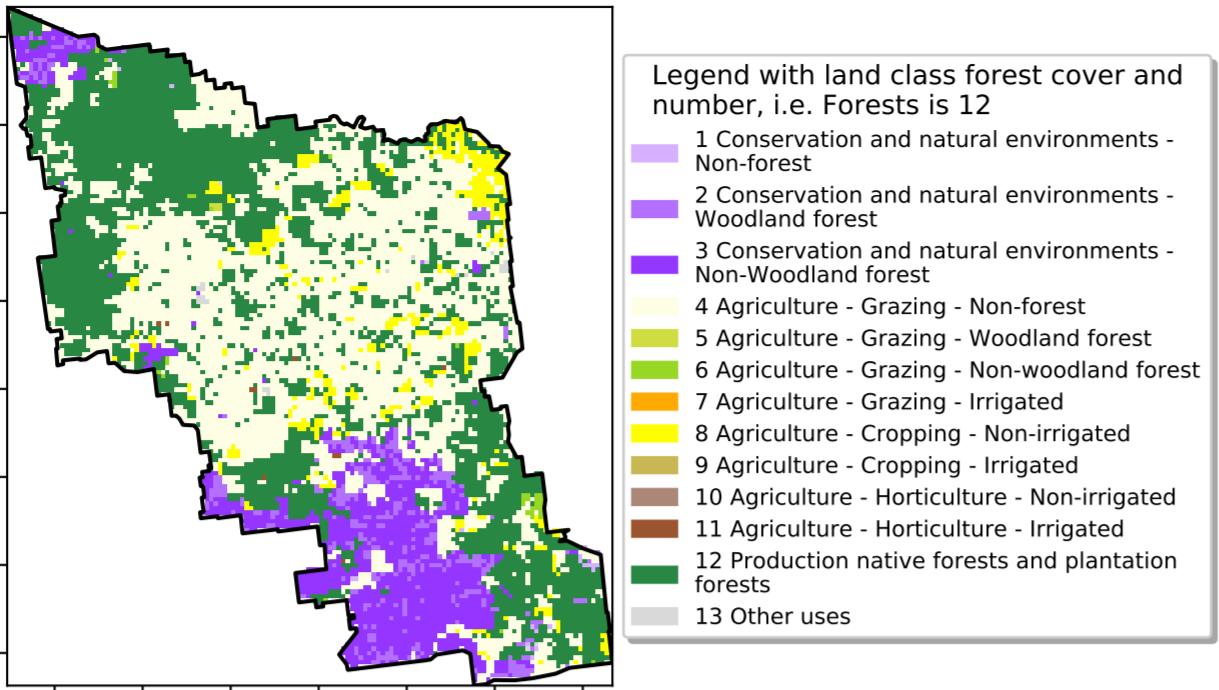 Legend with land class forest cover and
number, i.e. Forests is 12
1 Conservation and natural environments -
Non-forest
2 Conservation and natural environments -
Woodland forest
3 Conservation and natural environments -
Non-Woodland forest
4 Agriculture - Grazing - Non-forest
5 Agriculture - Grazing - Woodland forest
6 Agriculture - Grazing - Non-woodland forest
7 Agriculture - Grazing - Irrigated
8 Agriculture - Cropping - Non-irrigated
9 Agriculture - Cropping - Irrigated
10 Agriculture - Horticulture - Non-irrigated
11 Agriculture - Horticulture - Irrigated
12 Production native forests and plantation
forests
13 Other uses